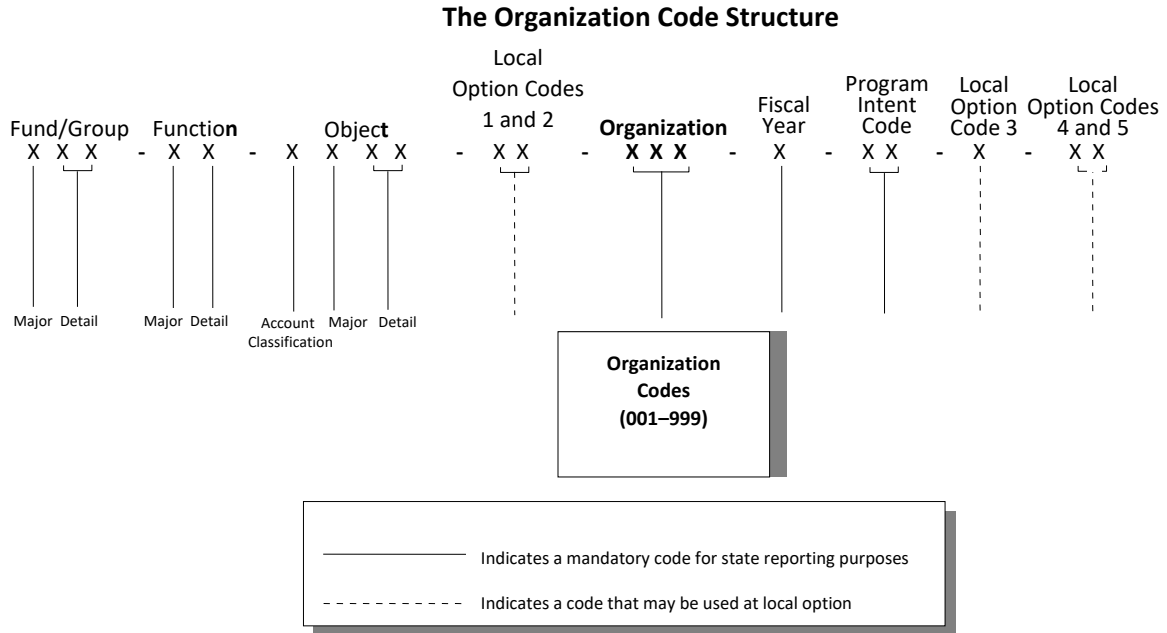 The Organization Code Structure
Local
Option Codes
1 and 2
Fund/Group
Function
Object
Organization
Fiscal
Year
Program
Intent
Code
Local
Option
Code 3
Local
Option Codes
4 and 5
X X X - X X - X X X X - X X - X X X - X - X X - X - X X
Major Detail Major Detail Account Classification Major Detail
Organization
Codes
(001–999)
Indicates a mandatory code for state reporting purposes
Indicates a code that may be used at local option